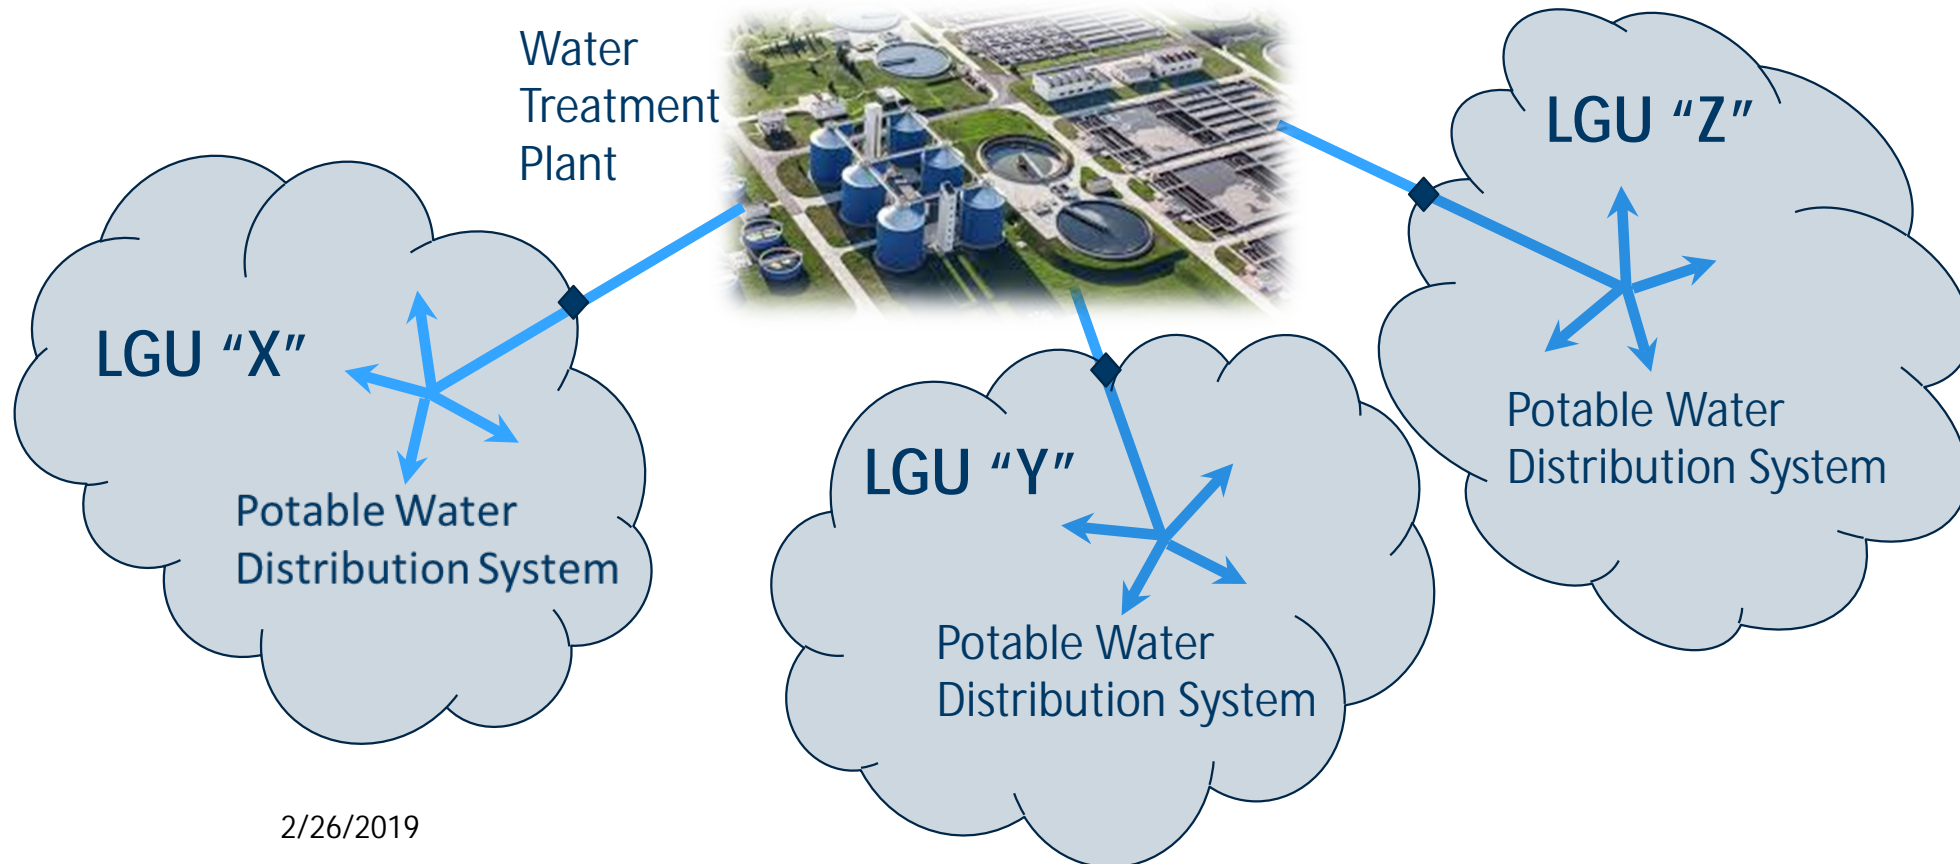 Water
Treatment
Plant
LGU “X”
Potable Water
Distribution System
LGU “Y”
Potable Water
Distribution System
LGU “Z”
Potable Water
Distribution System
2/26/2019